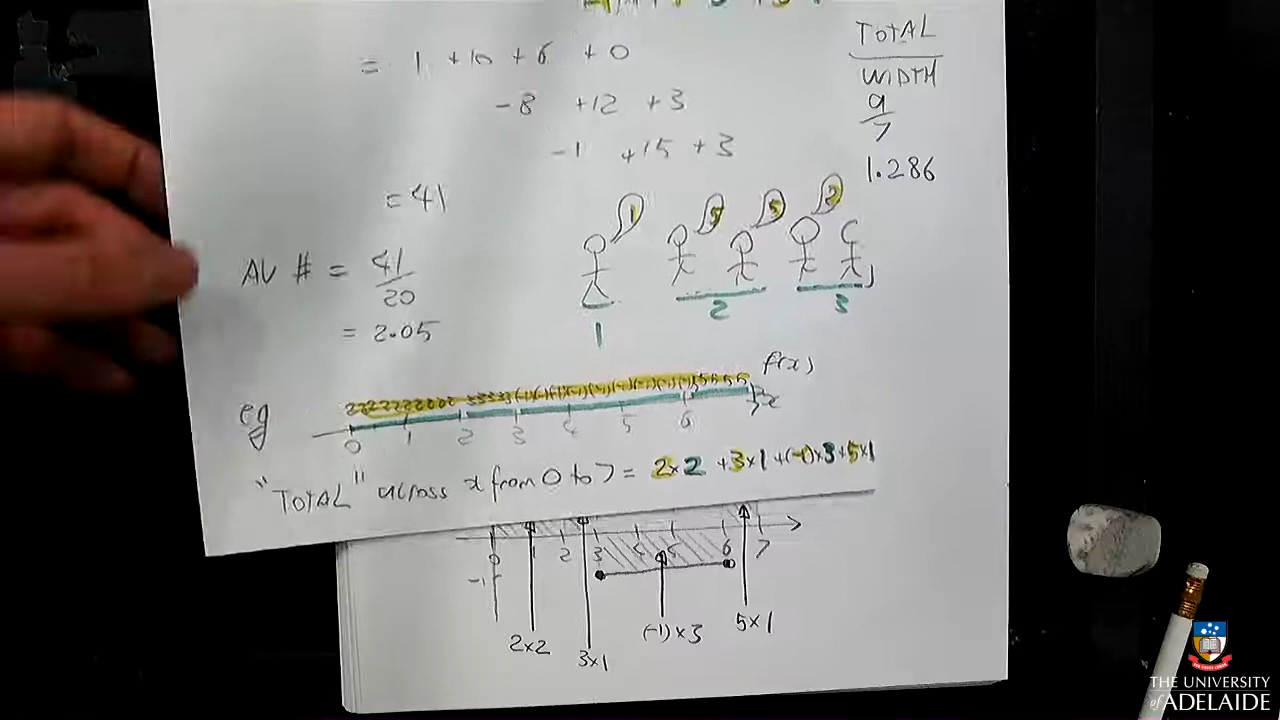 = 1 + 10 + 6 + 0
- 8 + 12 + 3
- 1 + 15 + 3
= 41
AV # = 41/20
= 2.05
TOTAL
WIDTH
9/7
1.286
1
2
3
f(x)
eg
0 1 2 3 4 5 6 7 x
"TOTAL" across x from 0 to 7 = 2×2 + 3×1 + (-1)×3 + 5×1
0 1 2 3 4 5 6 7
-1
2×2
3×1
(-1)×3
5×1
THE UNIVERSITY
of ADELAIDE